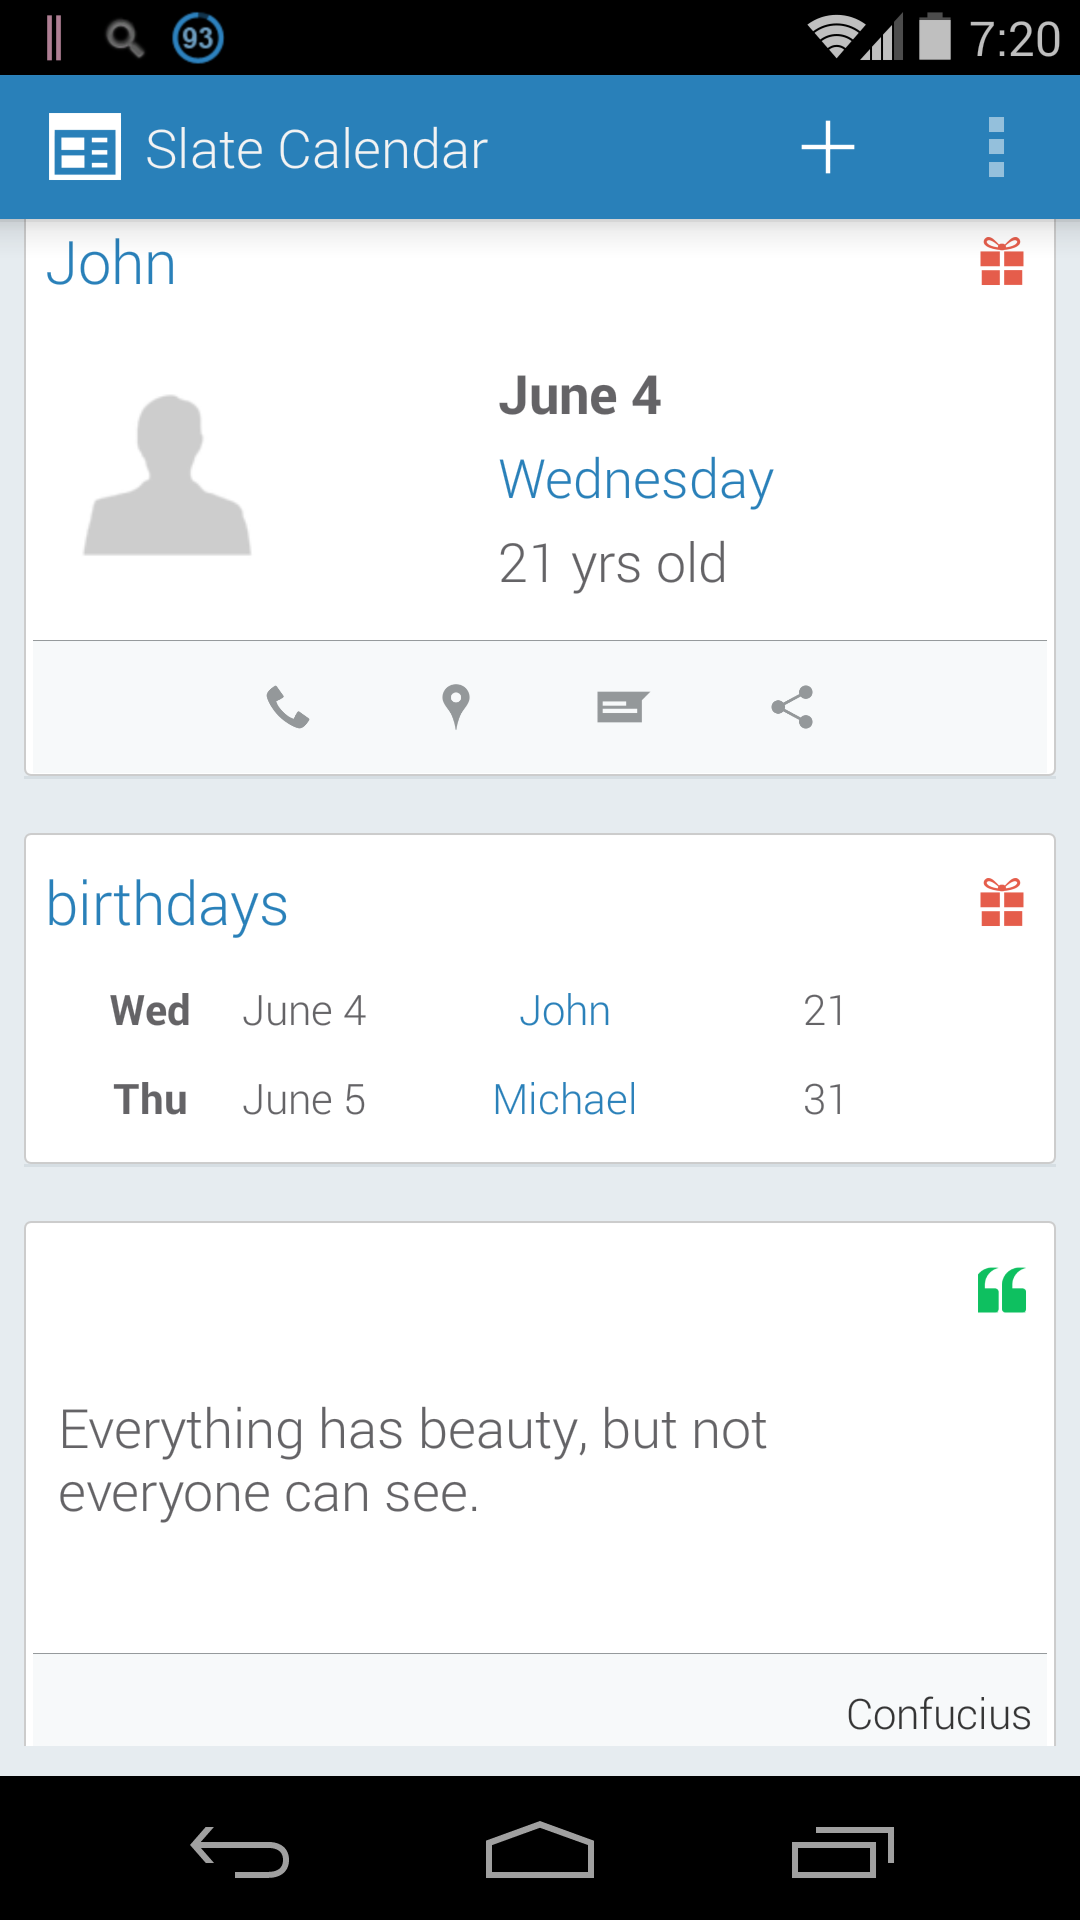 93 7:20
Slate Calendar
John
June 4
Wednesday
21 yrs old
birthdays
Wed June 4 John 21
Thu June 5 Michael 31
Everything has beauty, but not
everyone can see.
Confucius